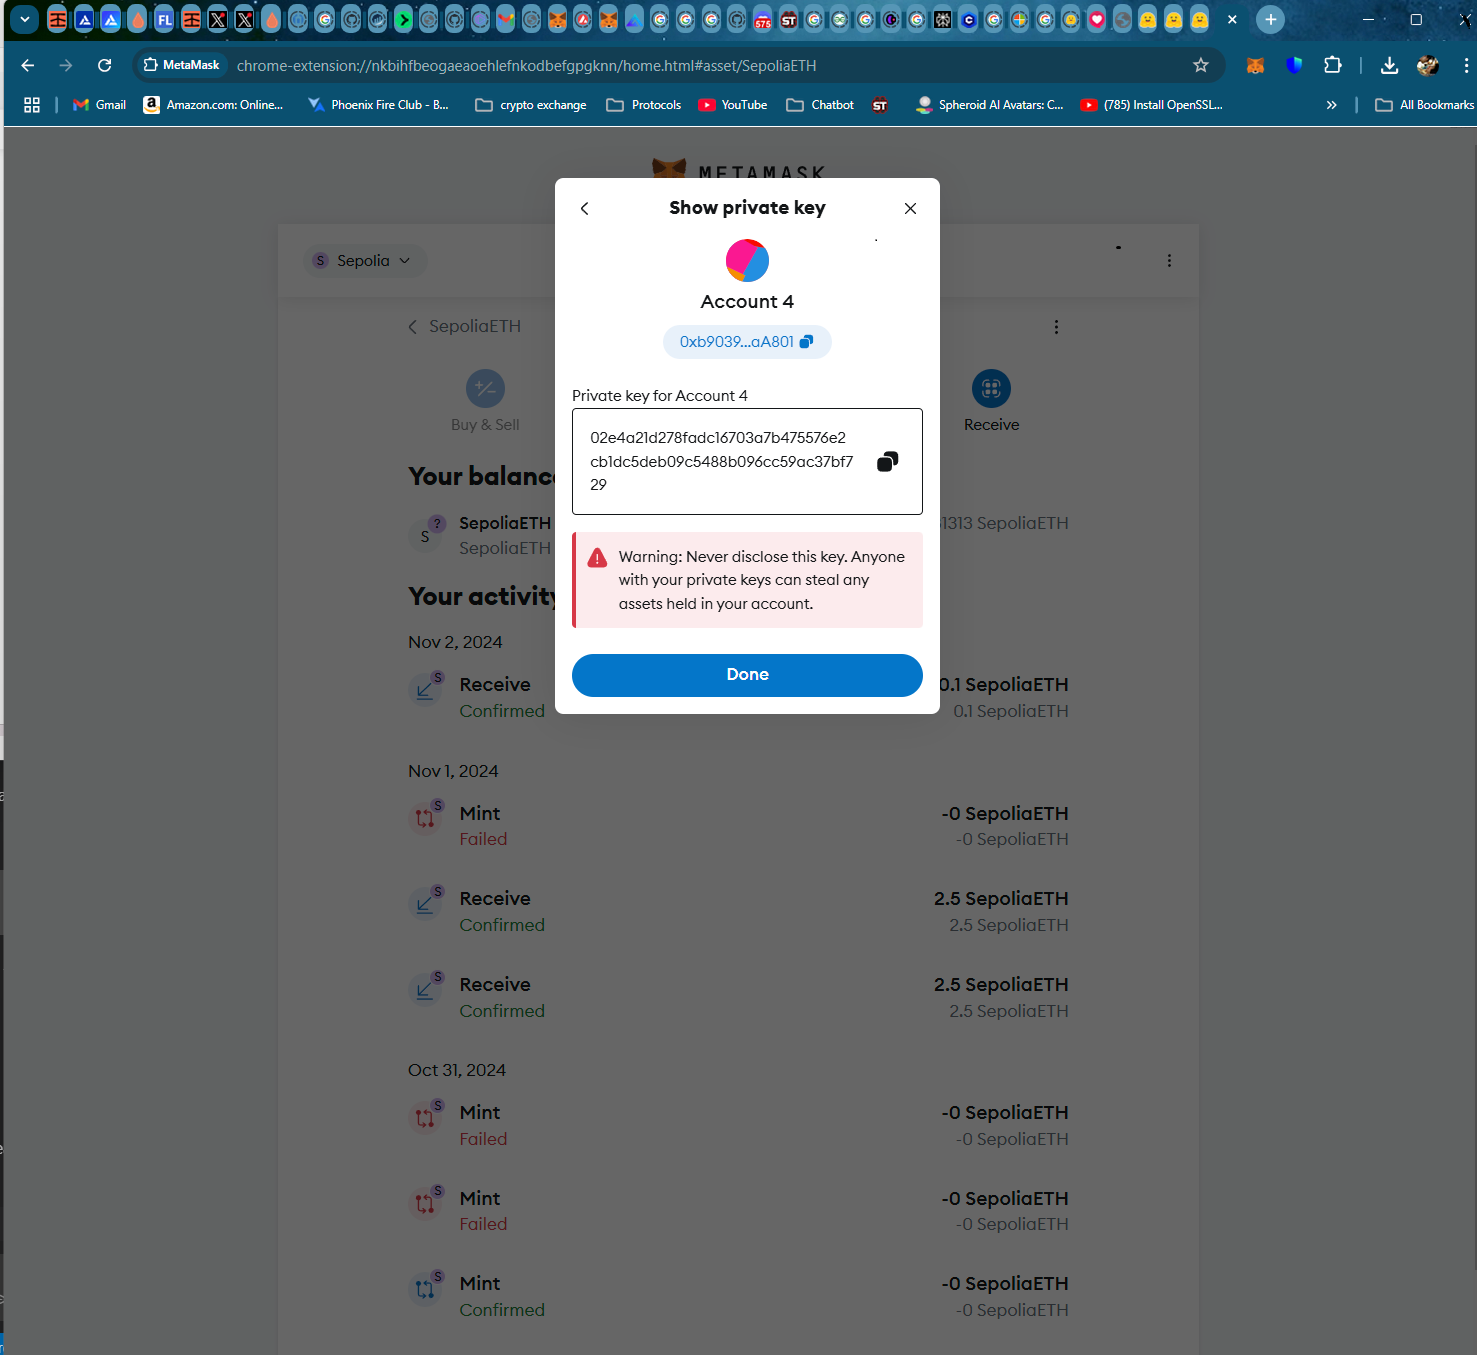 MetaMask
chrome-extension://nkbihfbeogaeaoehlefnkodbefgpgknn/home.html#asset/SepoliaETH
Gmail
Amazon.com: Online...
Phoenix Fire Club - B...
crypto exchange
Protocols
YouTube
Chatbot
ST
Spheroid AI Avatars: C...
(785) Install OpenSSL...
All Bookmarks
METAMASK
Show private key
S Sepolia
Account 4
SepoliaETH
0xb9039...aA801
Buy & Sell
Receive
Private key for Account 4
02e4a21d278fadc16703a7b475576e2
cb1dc5deb09c5488b096cc59ac37bf7
29
Warning: Never disclose this key. Anyone
with your private keys can steal any
assets held in your account.
Done
Your balance
S ? SepoliaETH
SepoliaETH
1313 SepoliaETH
Your activity
Nov 2, 2024
S Receive 0.1 SepoliaETH
Confirmed 0.1 SepoliaETH
Nov 1, 2024
S Mint -0 SepoliaETH
Failed -0 SepoliaETH
S Receive 2.5 SepoliaETH
Confirmed 2.5 SepoliaETH
S Receive 2.5 SepoliaETH
Confirmed 2.5 SepoliaETH
Oct 31, 2024
S Mint -0 SepoliaETH
Failed -0 SepoliaETH
S Mint -0 SepoliaETH
Failed -0 SepoliaETH
S Mint -0 SepoliaETH
Confirmed -0 SepoliaETH